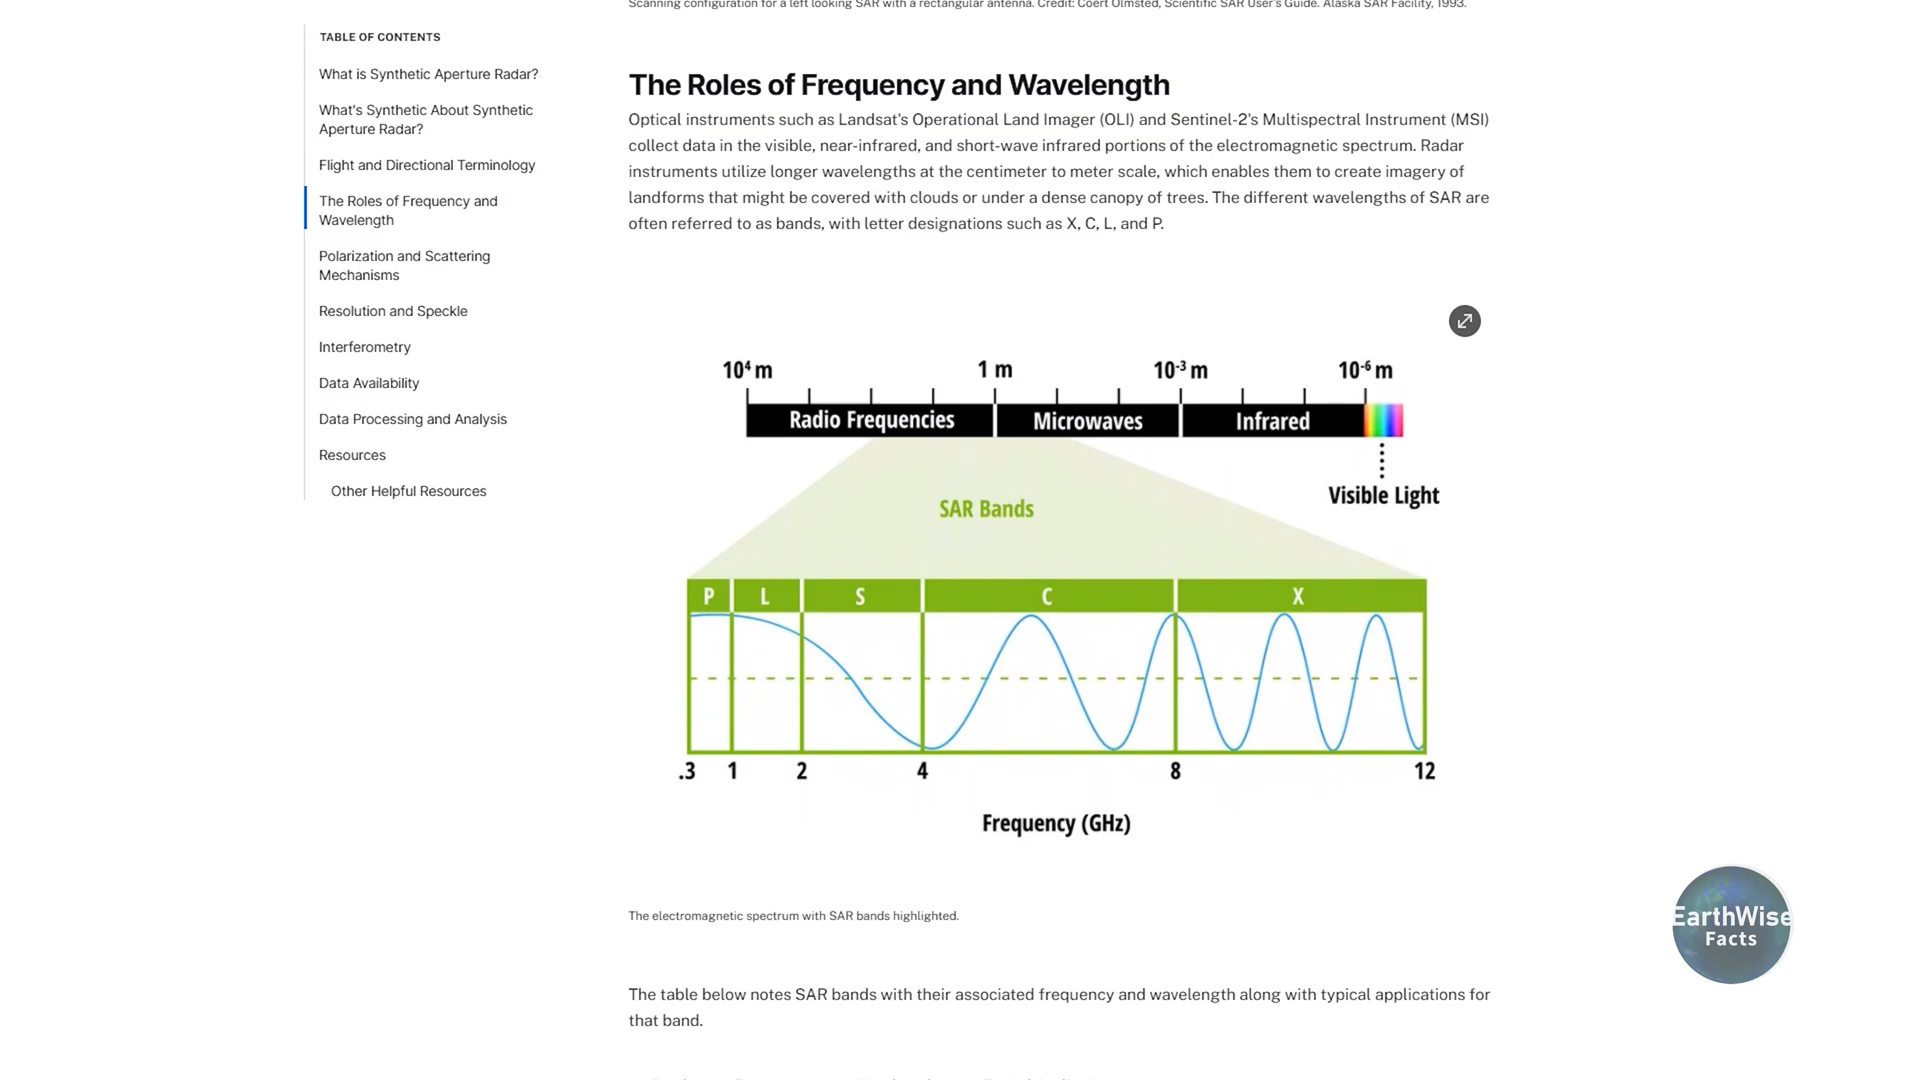 Scanning configuration for a left looking SAR with a rectangular antenna. Credit: Coert Olmsted, Scientific SAR User's Guide. Alaska SAR Facility, 1993.
TABLE OF CONTENTS
What is Synthetic Aperture Radar?
What's Synthetic About Synthetic
Aperture Radar?
Flight and Directional Terminology
The Roles of Frequency and
Wavelength
Polarization and Scattering
Mechanisms
Resolution and Speckle
Interferometry
Data Availability
Data Processing and Analysis
Resources
Other Helpful Resources
The Roles of Frequency and Wavelength
Optical instruments such as Landsat's Operational Land Imager (OLI) and Sentinel-2's Multispectral Instrument (MSI)
collect data in the visible, near-infrared, and short-wave infrared portions of the electromagnetic spectrum. Radar
instruments utilize longer wavelengths at the centimeter to meter scale, which enables them to create imagery of
landforms that might be covered with clouds or under a dense canopy of trees. The different wavelengths of SAR are
often referred to as bands, with letter designations such as X, C, L, and P.
10⁴ m 1 m 10⁻³ m 10⁻⁶ m
Radio Frequencies Microwaves Infrared
Visible Light
SAR Bands
P L S C X
.3 1 2 4 8 12
Frequency (GHz)
The electromagnetic spectrum with SAR bands highlighted.
EarthWise
Facts
The table below notes SAR bands with their associated frequency and wavelength along with typical applications for
that band.